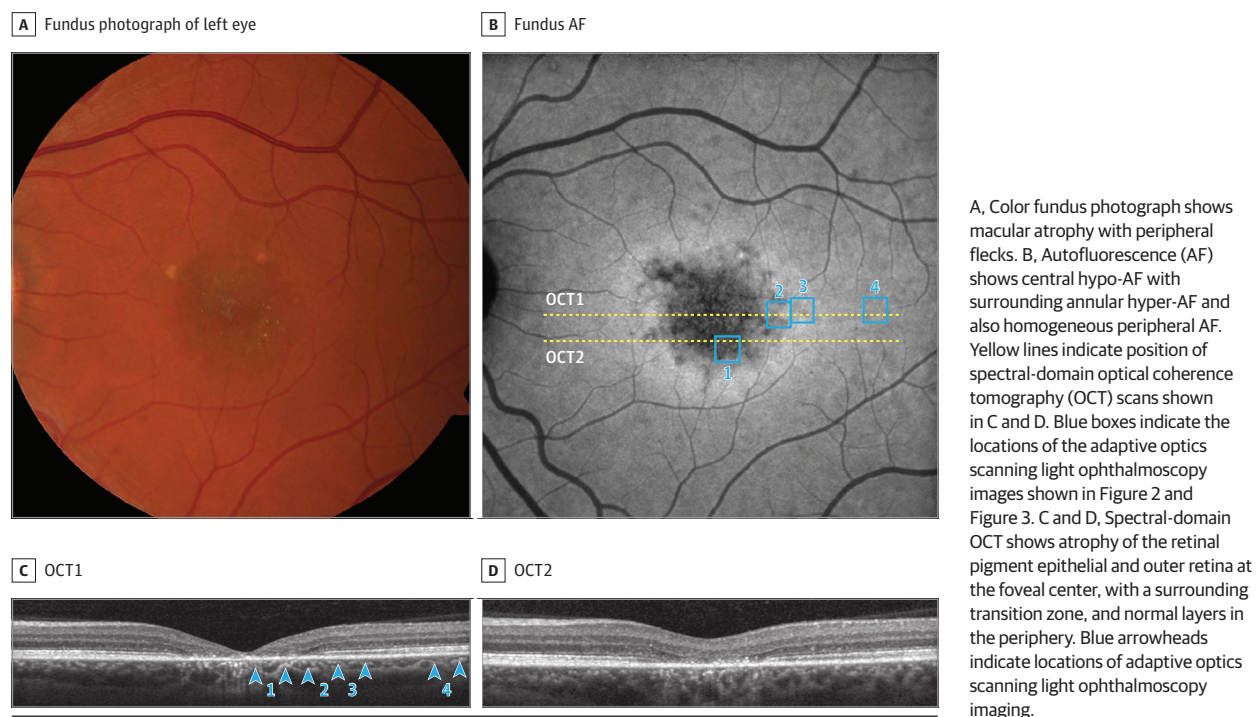 A Fundus photograph of left eye
B Fundus AF
OCT1
OCT2
2
3
4
1
A, Color fundus photograph shows
macular atrophy with peripheral
flecks. B, Autofluorescence (AF)
shows central hypo-AF with
surrounding annular hyper-AF and
also homogeneous peripheral AF.
Yellow lines indicate position of
spectral-domain optical coherence
tomography (OCT) scans shown
in C and D. Blue boxes indicate the
locations of the adaptive optics
scanning light ophthalmoscopy
images shown in Figure 2 and
Figure 3. C and D, Spectral-domain
OCT shows atrophy of the retinal
pigment epithelial and outer retina at
the foveal center, with a surrounding
transition zone, and normal layers in
the periphery. Blue arrowheads
indicate locations of adaptive optics
scanning light ophthalmoscopy
imaging.
C OCT1
1 2 3 4
D OCT2